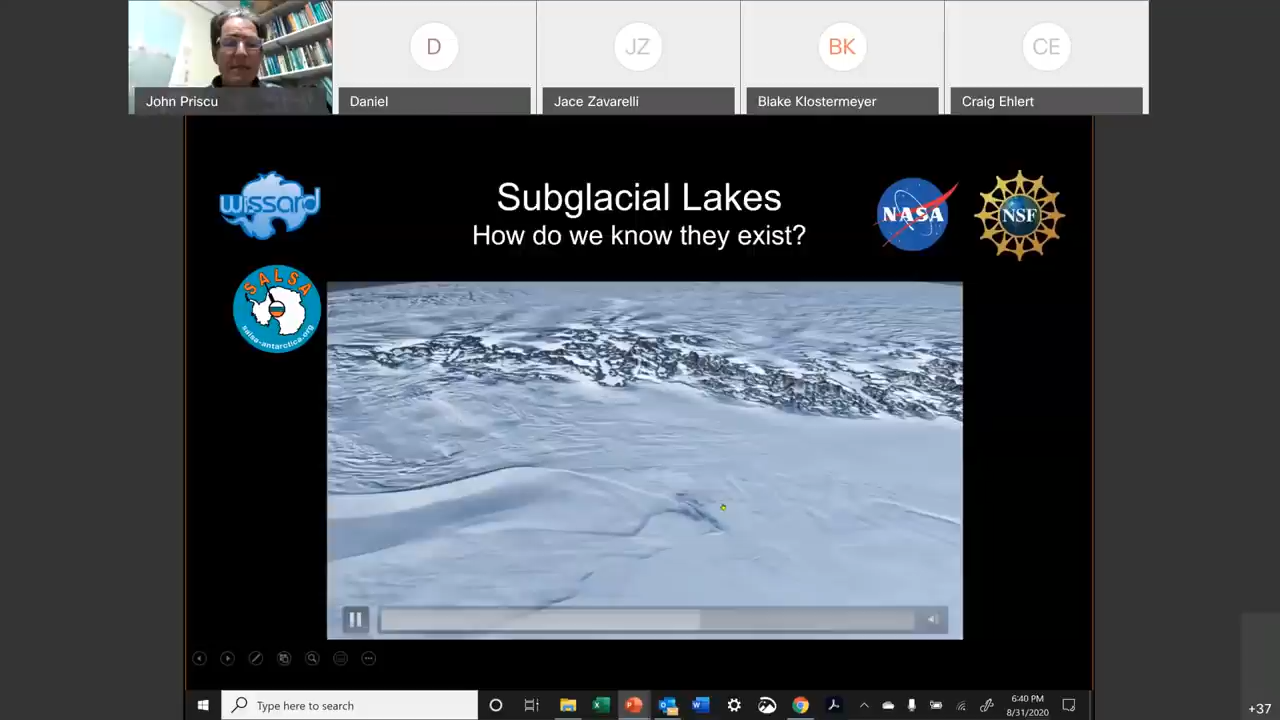 John Priscu
D
Daniel
JZ
Jace Zavarelli
BK
Blake Klostermeyer
CE
Craig Ehlert
wissard
Subglacial Lakes
How do we know they exist?
NASA
NSF
SALSA
salsa-antarctica.org
Type here to search
6:40 PM
8/31/2020
+37